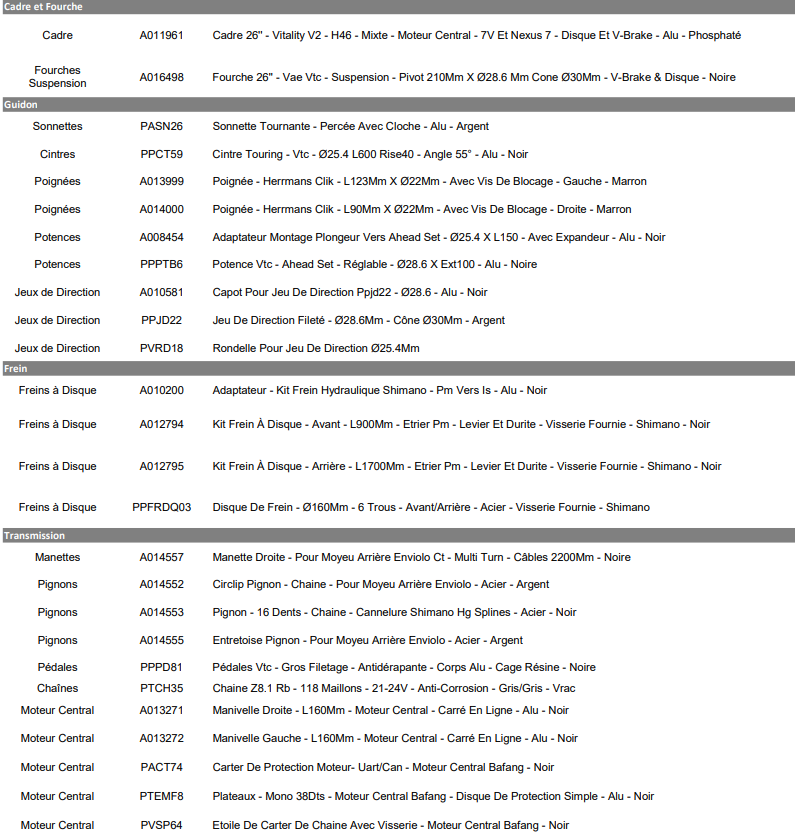 Cadre et Fourche
Cadre A011961 Cadre 26" - Vitality V2 - H46 - Mixte - Moteur Central - 7V Et Nexus 7 - Disque Et V-Brake - Alu - Phosphaté
Fourches
Suspension A016498 Fourche 26" - Vae Vtc - Suspension - Pivot 210Mm X Ø28.6 Mm Cone Ø30Mm - V-Brake & Disque - Noire
Guidon
Sonnettes PASN26 Sonnette Tournante - Percée Avec Cloche - Alu - Argent
Cintres PPCT59 Cintre Touring - Vtc - Ø25.4 L600 Rise40 - Angle 55° - Alu - Noir
Poignées A013999 Poignée - Herrmans Clik - L123Mm X Ø22Mm - Avec Vis De Blocage - Gauche - Marron
Poignées A014000 Poignée - Herrmans Clik - L90Mm X Ø22Mm - Avec Vis De Blocage - Droite - Marron
Potences A008454 Adaptateur Montage Plongeur Vers Ahead Set - Ø25.4 X L150 - Avec Expandeur - Alu - Noir
Potences PPPTB6 Potence Vtc - Ahead Set - Réglable - Ø28.6 X Ext100 - Alu - Noire
Jeux de Direction A010581 Capot Pour Jeu De Direction Ppjd22 - Ø28.6 - Alu - Noir
Jeux de Direction PPJD22 Jeu De Direction Fileté - Ø28.6Mm - Cône Ø30Mm - Argent
Jeux de Direction PVRD18 Rondelle Pour Jeu De Direction Ø25.4Mm
Frein
Freins à Disque A010200 Adaptateur - Kit Frein Hydraulique Shimano - Pm Vers Is - Alu - Noir
Freins à Disque A012794 Kit Frein À Disque - Avant - L900Mm - Etrier Pm - Levier Et Durite - Visserie Fournie - Shimano - Noir
Freins à Disque A012795 Kit Frein À Disque - Arrière - L1700Mm - Etrier Pm - Levier Et Durite - Visserie Fournie - Shimano - Noir
Freins à Disque PPFRDQ03 Disque De Frein - Ø160Mm - 6 Trous - Avant/Arrière - Acier - Visserie Fournie - Shimano
Transmission
Manettes A014557 Manette Droite - Pour Moyeu Arrière Enviolo Ct - Multi Turn - Câbles 2200Mm - Noire
Pignons A014552 Circlip Pignon - Chaine - Pour Moyeu Arrière Enviolo - Acier - Argent
Pignons A014553 Pignon - 16 Dents - Chaine - Cannelure Shimano Hg Splines - Acier - Noir
Pignons A014555 Entretoise Pignon - Pour Moyeu Arrière Enviolo - Acier - Argent
Pédales PPPD81 Pédales Vtc - Gros Filetage - Antidérapante - Corps Alu - Cage Résine - Noire
Chaînes PTCH35 Chaine Z8.1 Rb - 118 Maillons - 21-24V - Anti-Corrosion - Gris/Gris - Vrac
Moteur Central A013271 Manivelle Droite - L160Mm - Moteur Central - Carré En Ligne - Alu - Noir
Moteur Central A013272 Manivelle Gauche - L160Mm - Moteur Central - Carré En Ligne - Alu - Noir
Moteur Central PACT74 Carter De Protection Moteur- Uart/Can - Moteur Central Bafang - Noir
Moteur Central PTEMF8 Plateaux - Mono 38Dts - Moteur Central Bafang - Disque De Protection Simple - Alu - Noir
Moteur Central PVSP64 Etoile De Carter De Chaine Avec Visserie - Moteur Central Bafang - Noir